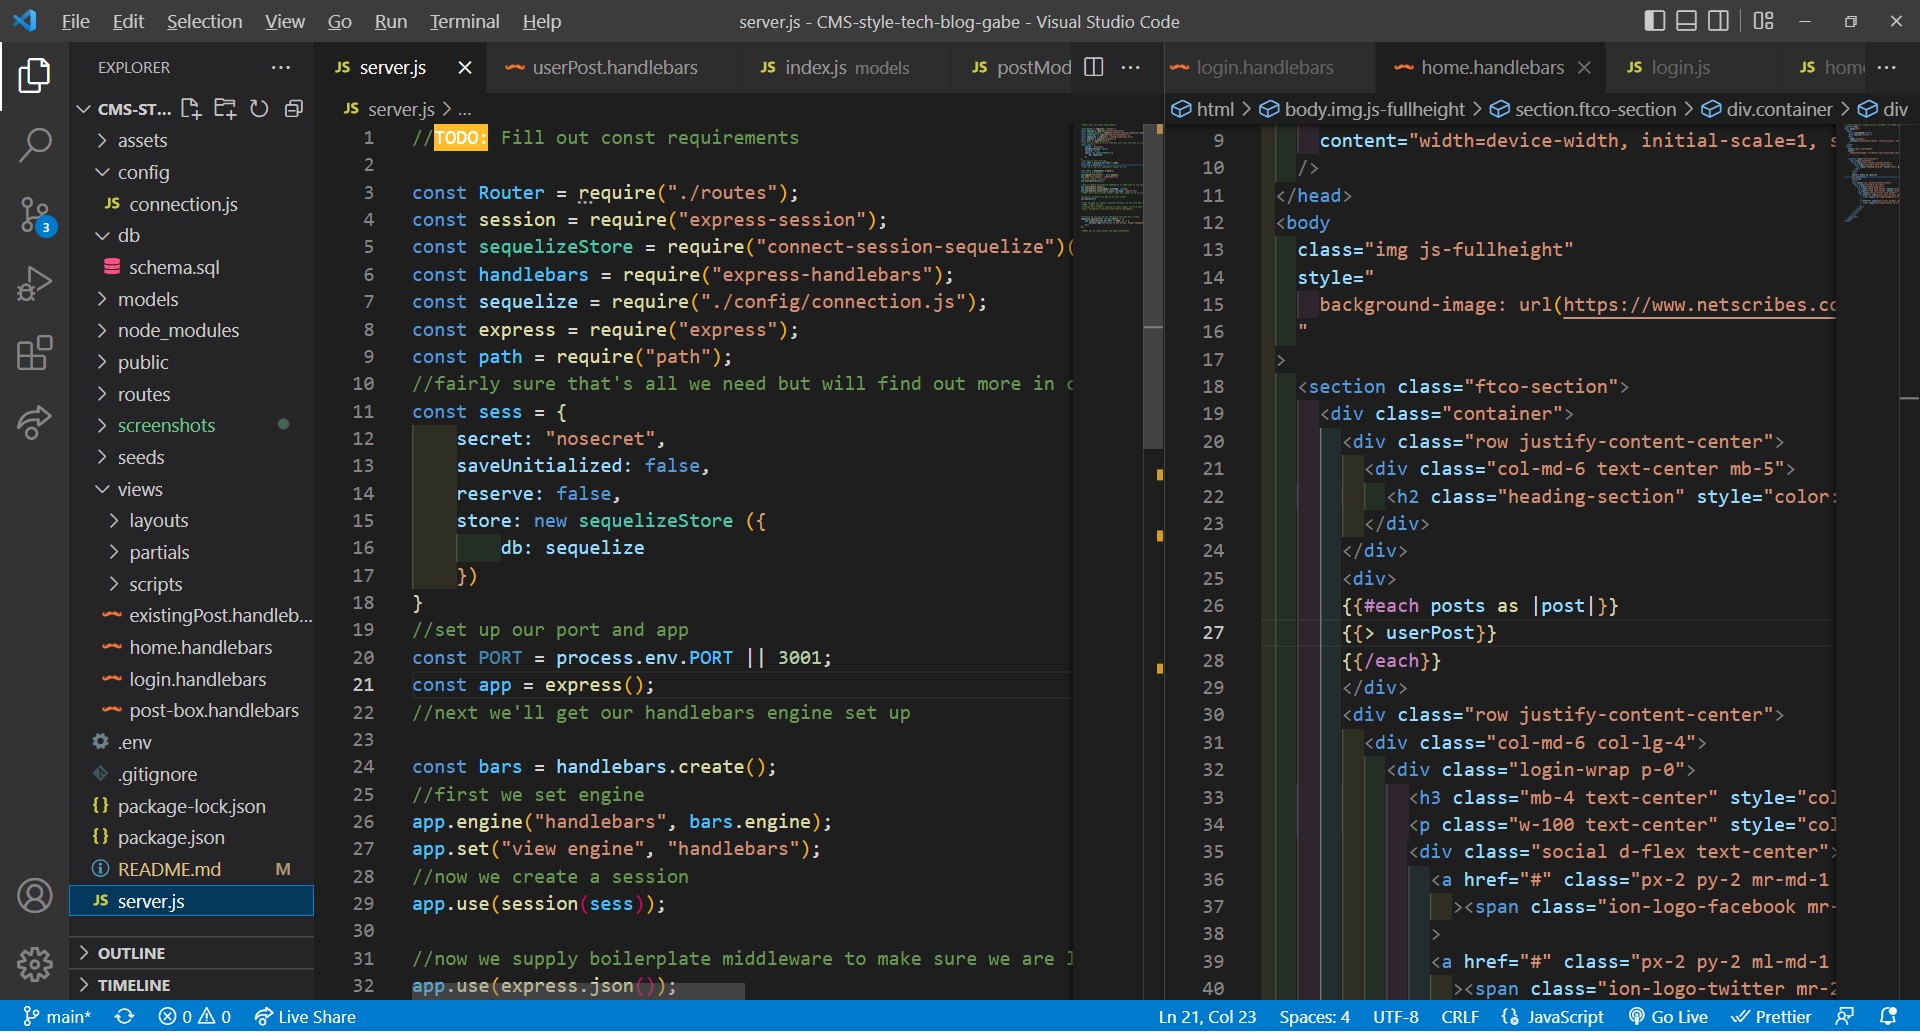 File Edit Selection View Go Run Terminal Help
server.js - CMS-style-tech-blog-gabe - Visual Studio Code
EXPLORER
CMS-ST...
assets
config
JS connection.js
db
schema.sql
models
node_modules
public
routes
screenshots
seeds
views
layouts
partials
scripts
existingPost.handleb...
home.handlebars
login.handlebars
post-box.handlebars
.env
.gitignore
{} package-lock.json
{} package.json
README.md M
JS server.js
OUTLINE
TIMELINE
3
JS server.js
userPost.handlebars
JS index.js models
JS postMod
JS server.js > ...
1 //TODO: Fill out const requirements
2
3 const Router = require("./routes");
4 const session = require("express-session");
5 const sequelizeStore = require("connect-session-sequelize")(
6 const handlebars = require("express-handlebars");
7 const sequelize = require("./config/connection.js");
8 const express = require("express");
9 const path = require("path");
10 //fairly sure that's all we need but will find out more in
11 const sess = {
12 secret: "nosecret",
13 saveUnitialized: false,
14 reserve: false,
15 store: new sequelizeStore ({
16 db: sequelize
17 })
18 }
19 //set up our port and app
20 const PORT = process.env.PORT || 3001;
21 const app = express();
22 //next we'll get our handlebars engine set up
23
24 const bars = handlebars.create();
25 //first we set engine
26 app.engine("handlebars", bars.engine);
27 app.set("view engine", "handlebars");
28 //now we create a session
29 app.use(session(sess));
30
31 //now we supply boilerplate middleware to make sure we are
32 app.use(express.json());
login.handlebars
home.handlebars
JS login.js
JS home
html > body.img.js-fullheight > section.ftco-section > div.container > div
9 content="width=device-width, initial-scale=1, s
10 />
11 </head>
12 <body
13 class="img js-fullheight"
14 style="
15 background-image: url(https://www.netscribes.co
16 "
17 >
18 <section class="ftco-section">
19 <div class="container">
20 <div class="row justify-content-center">
21 <div class="col-md-6 text-center mb-5">
22 <h2 class="heading-section" style="color:
23 </div>
24 </div>
25 <div>
26 {{#each posts as |post|}}
27 {{> userPost}}
28 {{/each}}
29 </div>
30 <div class="row justify-content-center">
31 <div class="col-md-6 col-lg-4">
32 <div class="login-wrap p-0">
33 <h3 class="mb-4 text-center" style="col
34 <p class="w-100 text-center" style="col
35 <div class="social d-flex text-center">
36 <a href="#" class="px-2 py-2 mr-md-1
37 ><span class="ion-logo-facebook mr-
38 >
39 <a href="#" class="px-2 py-2 ml-md-1
40 ><span class="ion-logo-twitter mr-2
main* 0 0 Live Share
Ln 21, Col 23 Spaces: 4 UTF-8 CRLF {} JavaScript Go Live Prettier